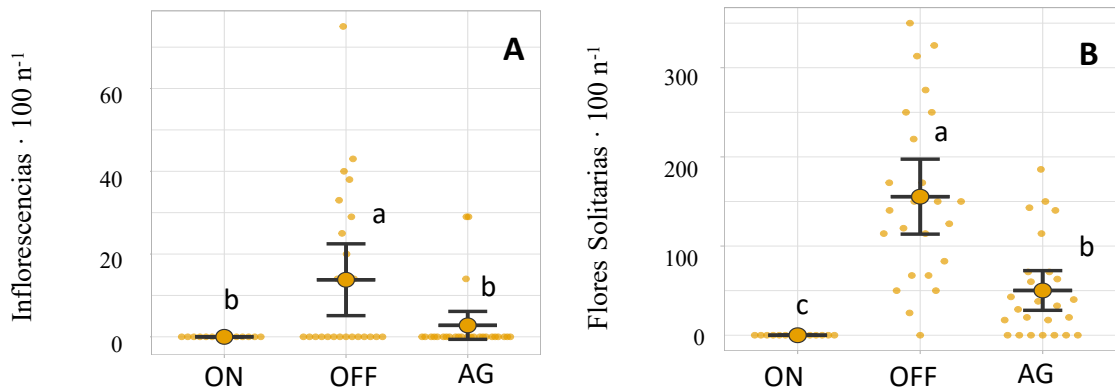 Inflorescencias · 100 n⁻¹
60
40
20
0
A
a
b
b
ON
OFF
AG
Flores Solitarias · 100 n⁻¹
300
200
100
0
B
a
b
c
ON
OFF
AG